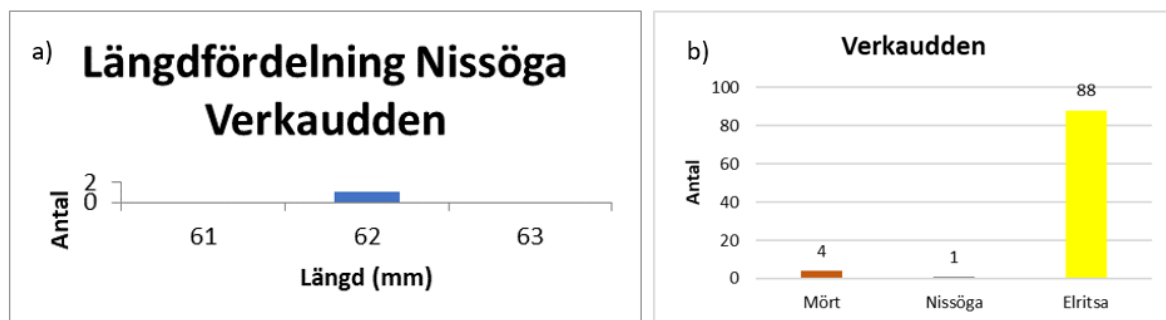 a)
Längdfördelning Nissöga
Verkaudden
Antal
2
0
61 62 63
Längd (mm)
b)
Verkaudden
Antal
100
80
60
40
20
0
4 1 88
Mört Nissöga Elritsa